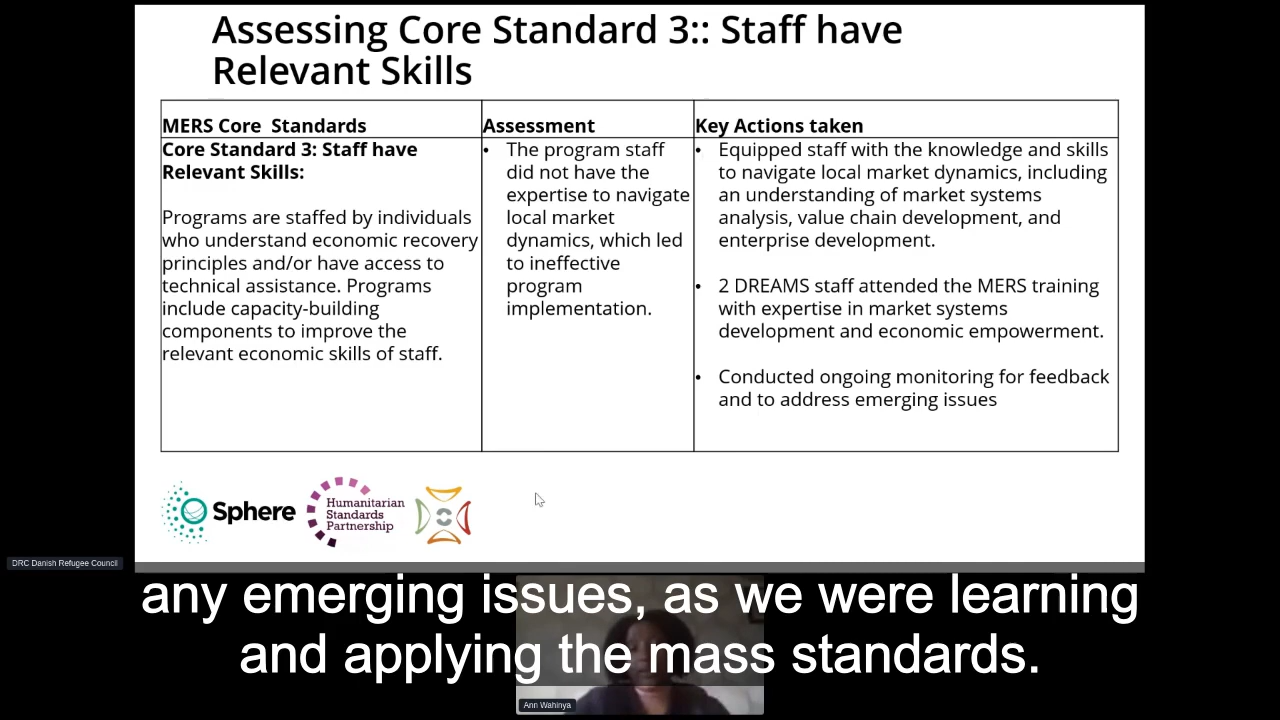 Assessing Core Standard 3:: Staff have
Relevant Skills
MERS Core Standards
Assessment
Key Actions taken
Core Standard 3: Staff have
Relevant Skills:
Programs are staffed by individuals
who understand economic recovery
principles and/or have access to
technical assistance. Programs
include capacity-building
components to improve the
relevant economic skills of staff.
• The program staff
did not have the
expertise to navigate
local market
dynamics, which led
to ineffective
program
implementation.
• Equipped staff with the knowledge and skills
to navigate local market dynamics, including
an understanding of market systems
analysis, value chain development, and
enterprise development.
• 2 DREAMS staff attended the MERS training
with expertise in market systems
development and economic empowerment.
• Conducted ongoing monitoring for feedback
and to address emerging issues
Sphere
Humanitarian
Standards
Partnership
DRC Danish Refugee Council
any emerging issues, as we were learning
and applying the mass standards.
Ann Wahinya